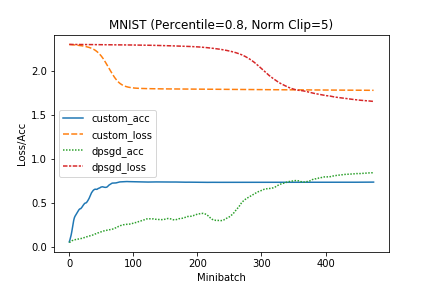 MNIST (Percentile=0.8, Norm Clip=5)
Loss/Acc
2.0
1.5
1.0
0.5
0.0
custom_acc
custom_loss
dpsgd_acc
dpsgd_loss
0
100
200
300
400
Minibatch